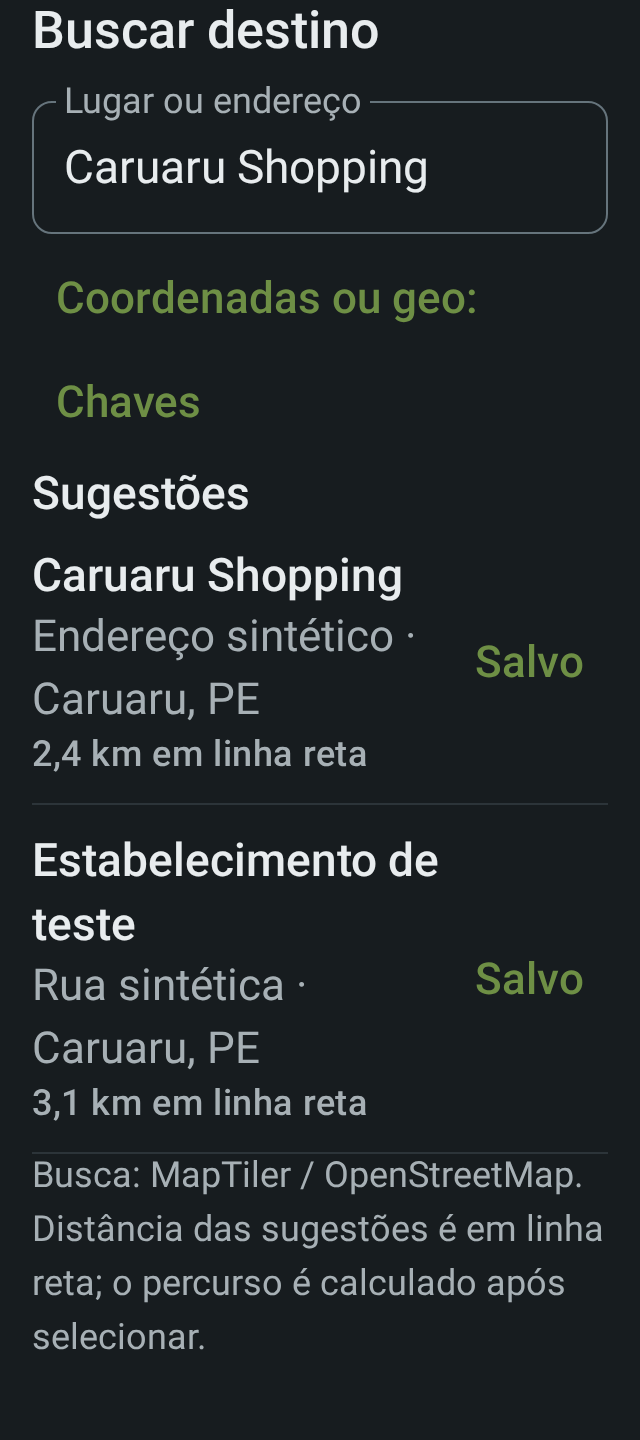 Buscar destino
Lugar ou endereço
Caruaru Shopping
Coordenadas ou geo:
Chaves
Sugestões
Caruaru Shopping
Endereço sintético ·
Caruaru, PE
2,4 km em linha reta
Salvo
Estabelecimento de
teste
Rua sintética ·
Caruaru, PE
3,1 km em linha reta
Salvo
Busca: MapTiler / OpenStreetMap.
Distância das sugestões é em linha
reta; o percurso é calculado após
selecionar.